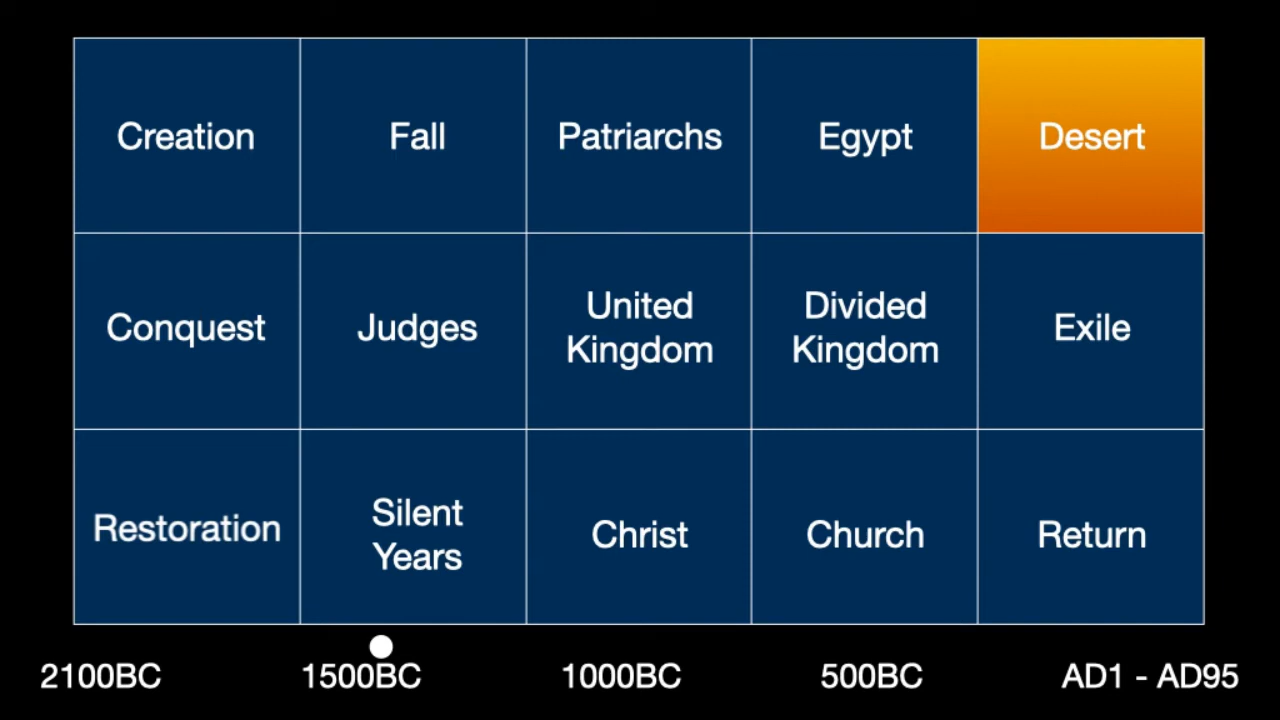 Creation
Fall
Patriarchs
Egypt
Desert
Conquest
Judges
United
Kingdom
Divided
Kingdom
Exile
Restoration
Silent
Years
Christ
Church
Return
2100BC
1500BC
1000BC
500BC
AD1 - AD95